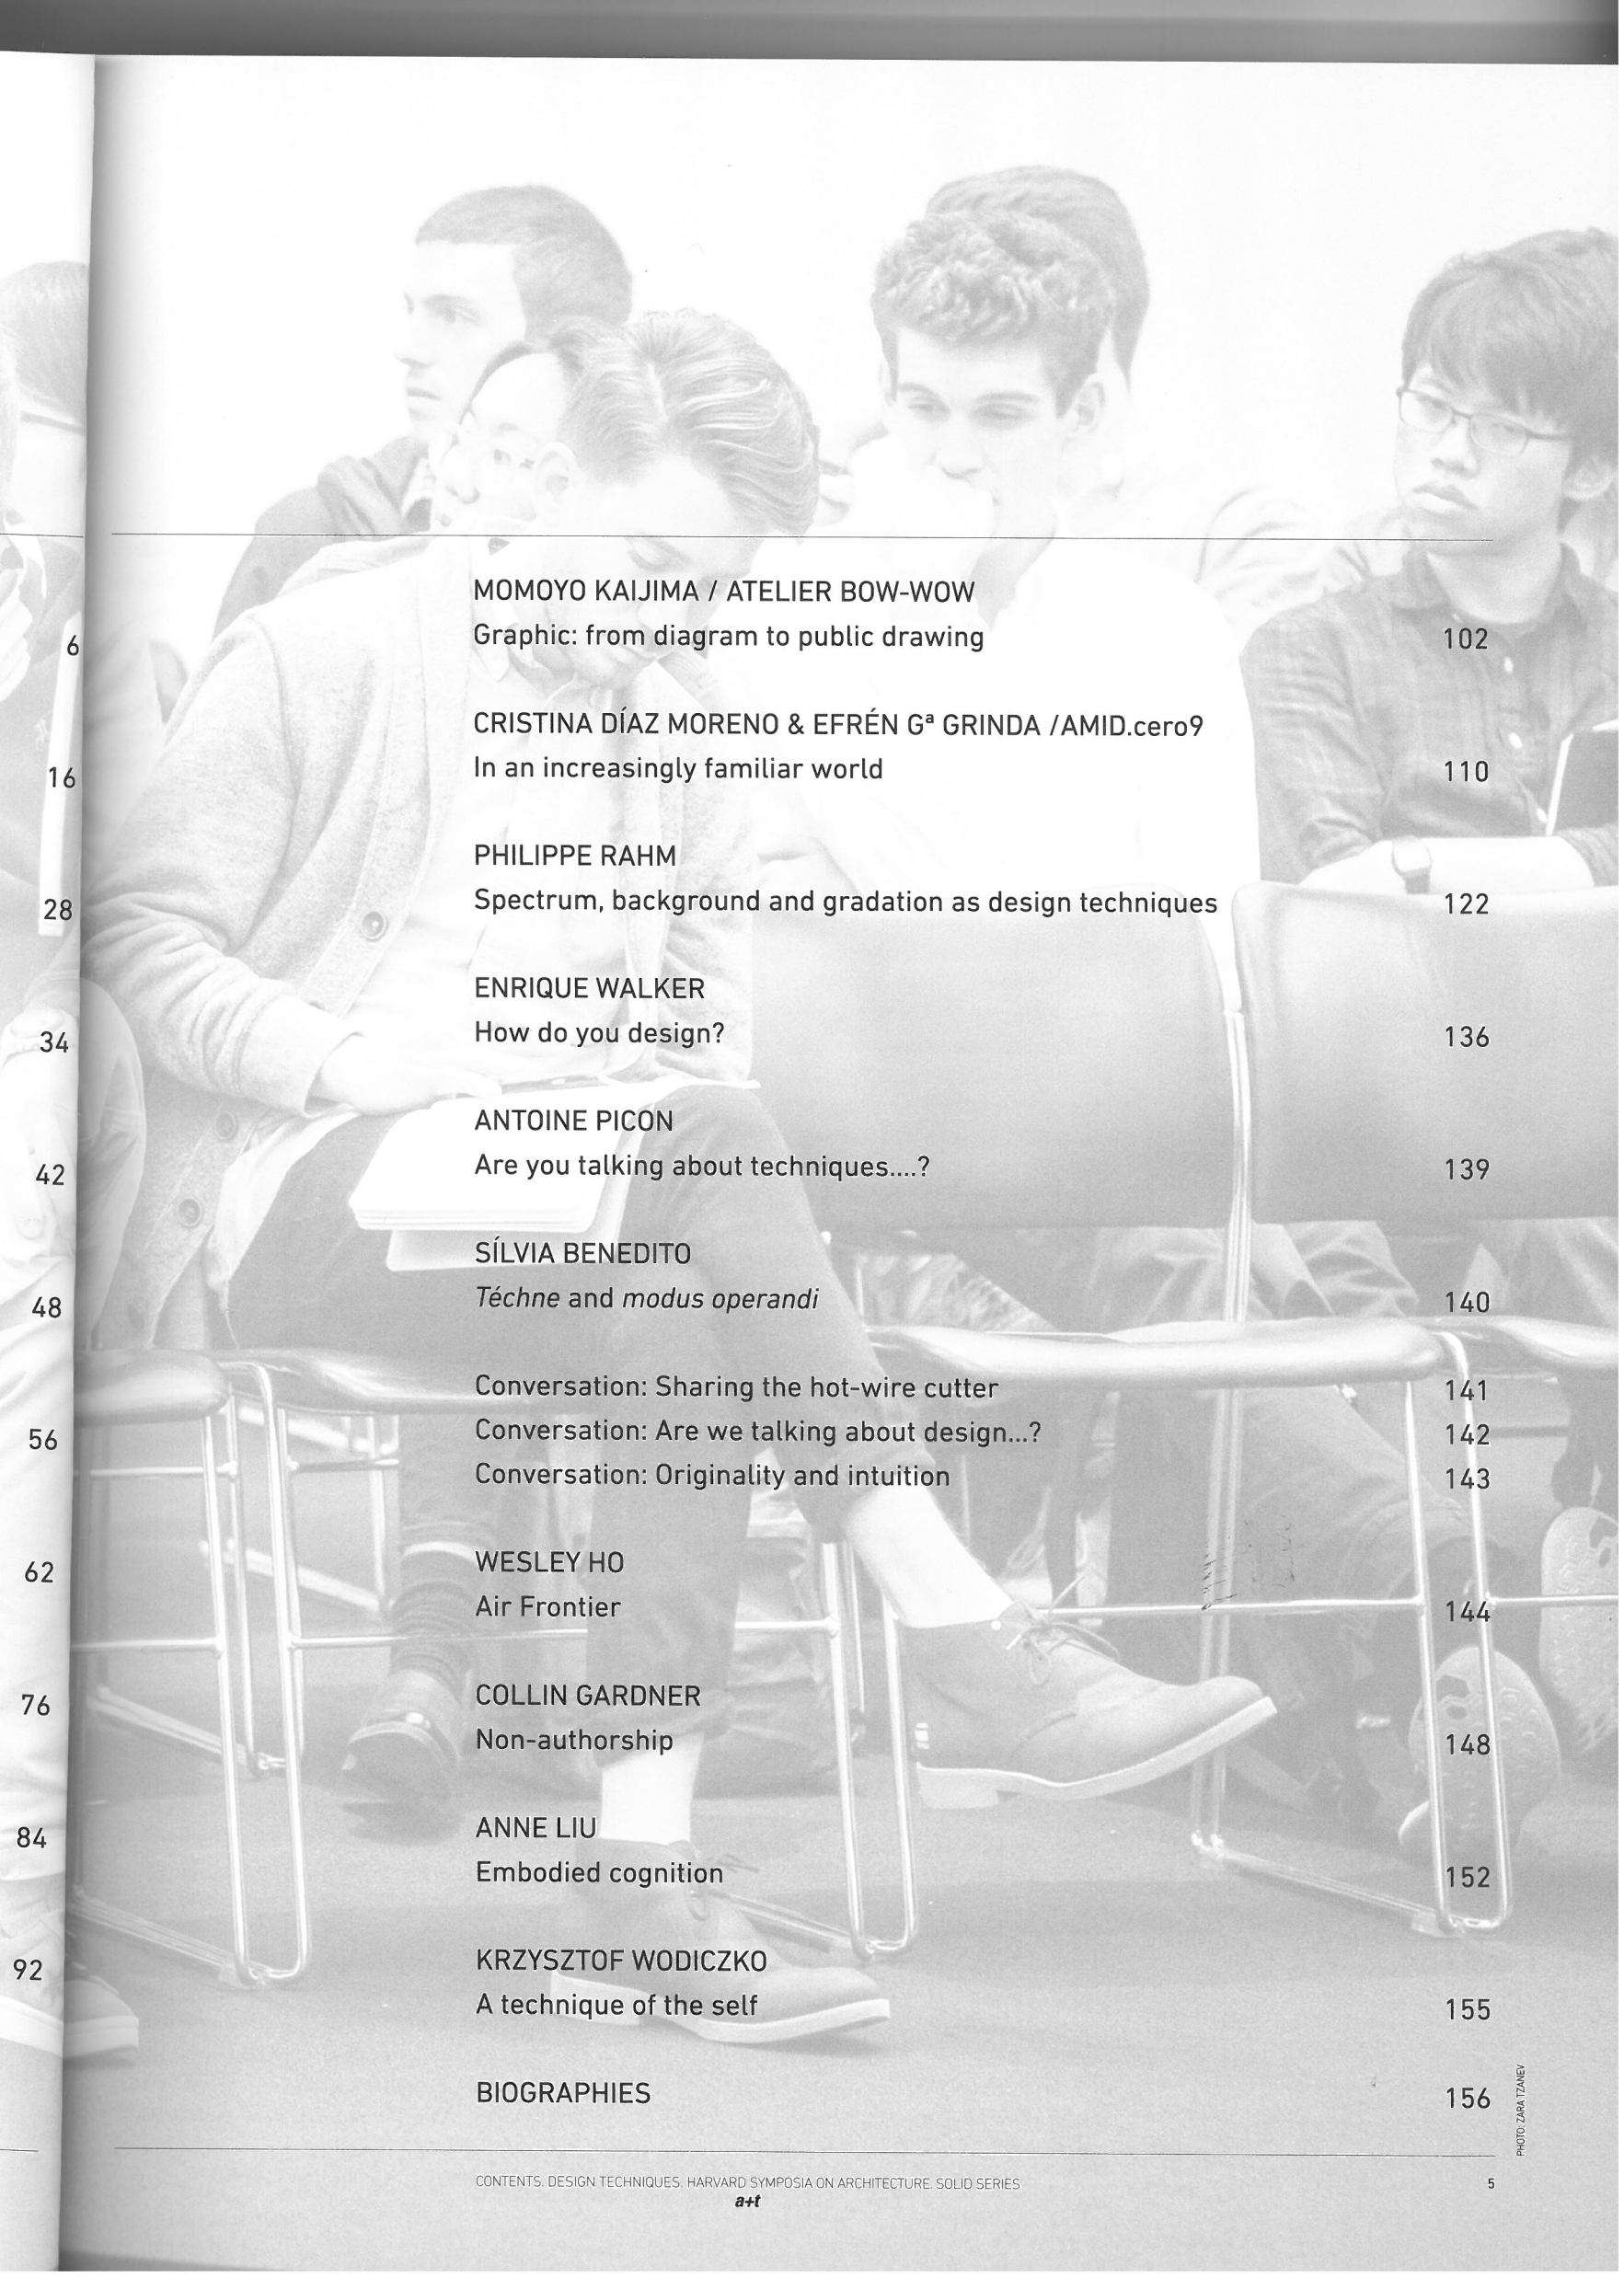 6
16
28
34
42
48
56
62
76
84
92
MOMOYO KAIJIMA / ATELIER BOW-WOW
Graphic: from diagram to public drawing 102
CRISTINA DÍAZ MORENO & EFRÉN Gª GRINDA /AMID.cero9
In an increasingly familiar world 110
PHILIPPE RAHM
Spectrum, background and gradation as design techniques 122
ENRIQUE WALKER
How do you design? 136
ANTOINE PICON
Are you talking about techniques....? 139
SÍLVIA BENEDITO
Téchne and modus operandi 140
Conversation: Sharing the hot-wire cutter 141
Conversation: Are we talking about design...? 142
Conversation: Originality and intuition 143
WESLEY HO
Air Frontier 144
COLLIN GARDNER
Non-authorship 148
ANNE LIU
Embodied cognition 152
KRZYSZTOF WODICZKO
A technique of the self 155
BIOGRAPHIES 156
PHOTO: ZARA TZANEV
CONTENTS. DESIGN TECHNIQUES. HARVARD SYMPOSIA ON ARCHITECTURE. SOLID SERIES 5
a+t